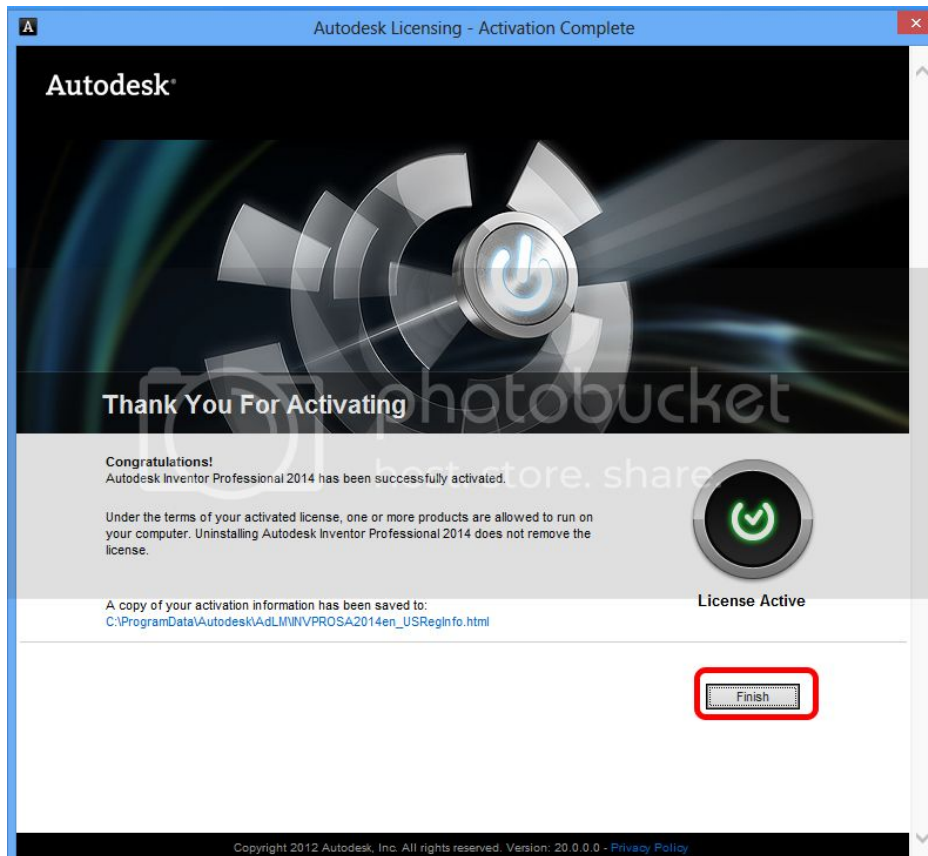 A
Autodesk Licensing - Activation Complete
Autodesk®
photobucket
host. store. share.
Thank You For Activating
Congratulations!
Autodesk Inventor Professional 2014 has been successfully activated.
Under the terms of your activated license, one or more products are allowed to run on
your computer. Uninstalling Autodesk Inventor Professional 2014 does not remove the
license.
A copy of your activation information has been saved to:
C:\ProgramData\Autodesk\AdLM\INVPROSA2014en_USRegInfo.html
License Active
Finish
Copyright 2012 Autodesk, Inc. All rights reserved. Version: 20.0.0.0 - Privacy Policy